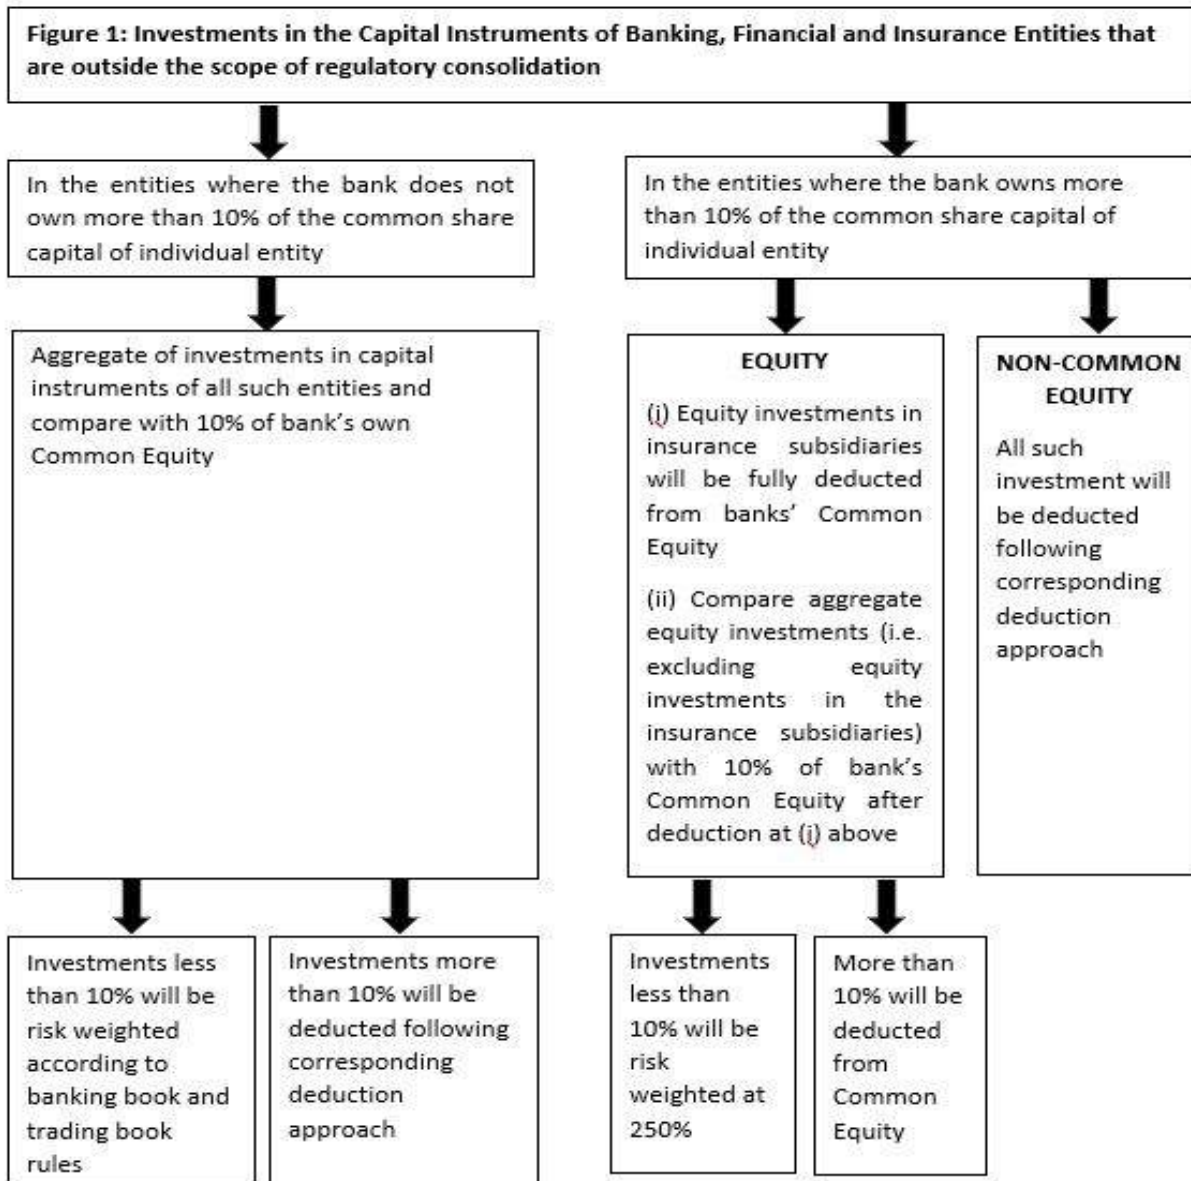 Figure 1: Investments in the Capital Instruments of Banking, Financial and Insurance Entities that
are outside the scope of regulatory consolidation
In the entities where the bank does not
own more than 10% of the common share
capital of individual entity
In the entities where the bank owns more
than 10% of the common share capital of
individual entity
Aggregate of investments in capital
instruments of all such entities and
compare with 10% of bank's own
Common Equity
EQUITY
(i) Equity investments in
insurance subsidiaries
will be fully deducted
from banks' Common
Equity
(ii) Compare aggregate
equity investments (i.e.
excluding equity
investments in the
insurance subsidiaries)
with 10% of bank's
Common Equity after
deduction at (i) above
NON-COMMON
EQUITY
All such
investment will
be deducted
following
corresponding
deduction
approach
Investments less
than 10% will be
risk weighted
according to
banking book and
trading book
rules
Investments more
than 10% will be
deducted following
corresponding
deduction
approach
Investments
less than
10% will be
risk
weighted at
250%
More than
10% will be
deducted
from
Common
Equity